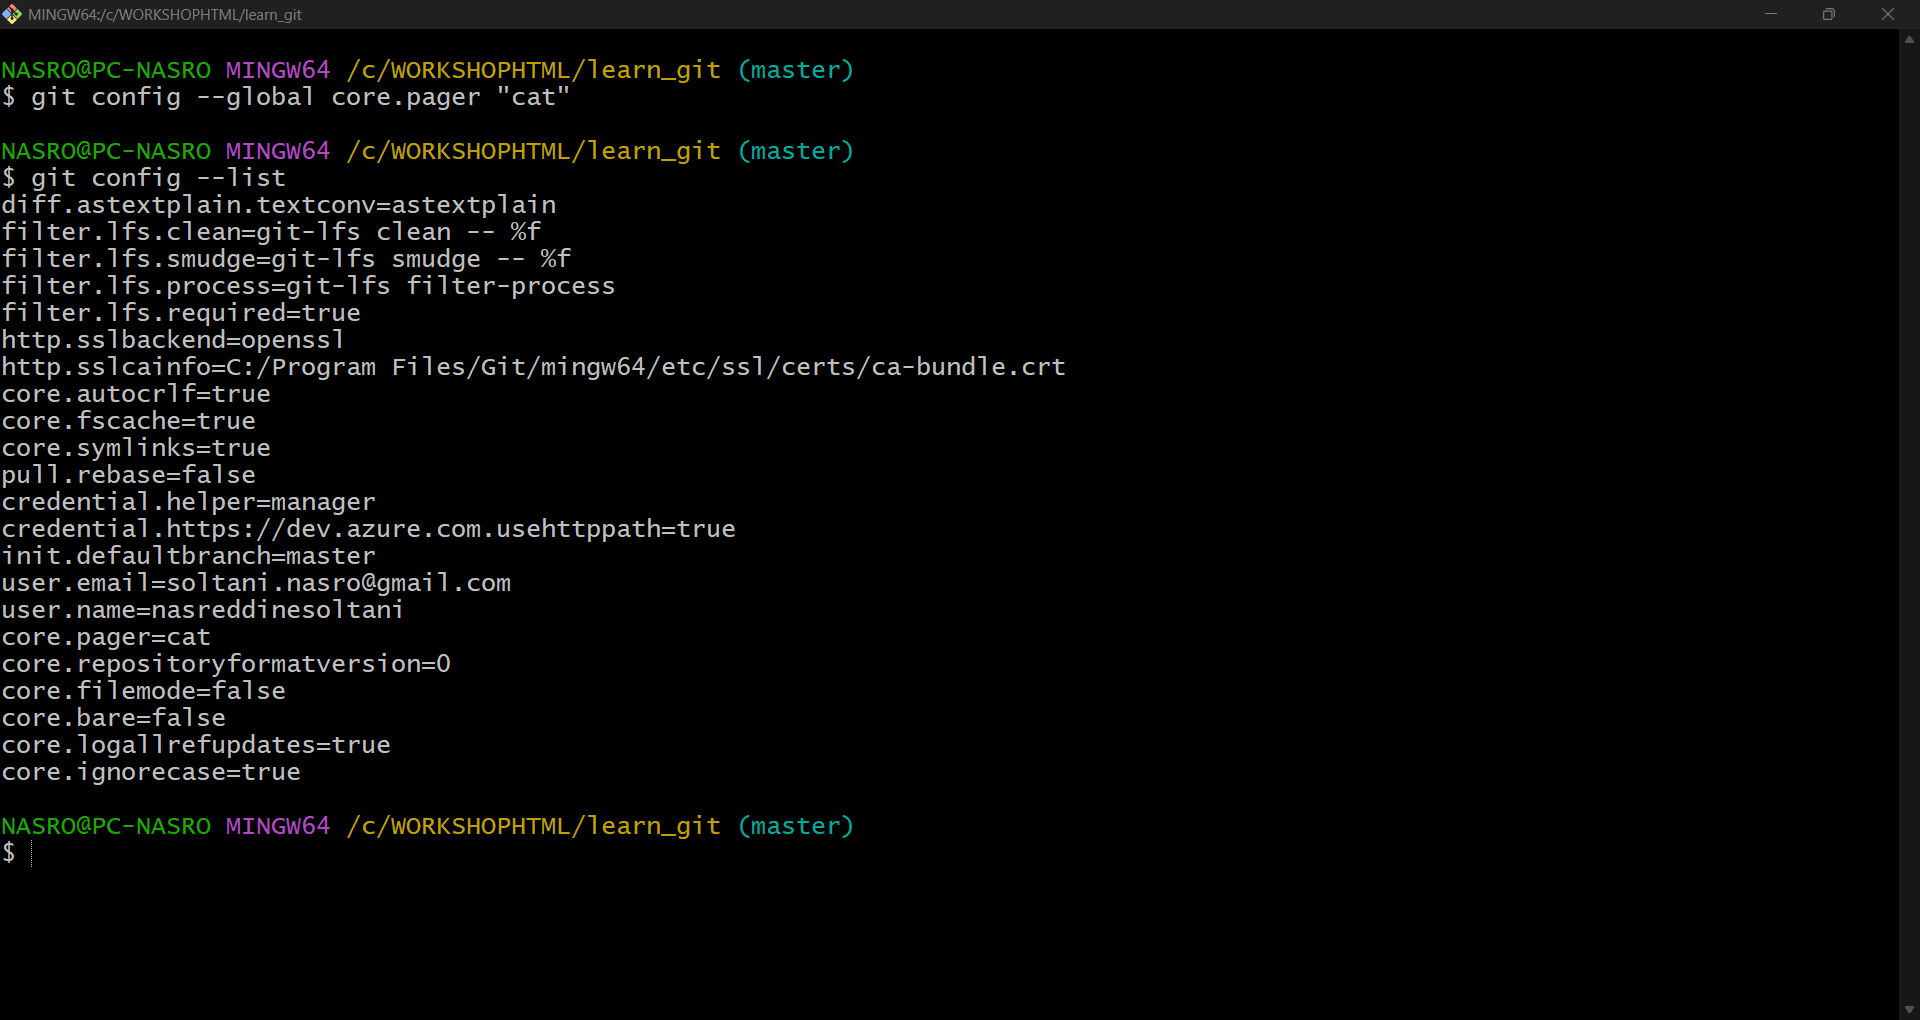 MINGW64:/c/WORKSHOPHTML/learn_git
NASRO@PC-NASRO MINGW64 /c/WORKSHOPHTML/learn_git (master)
$ git config --global core.pager "cat"
NASRO@PC-NASRO MINGW64 /c/WORKSHOPHTML/learn_git (master)
$ git config --list
diff.astextplain.textconv=astextplain
filter.lfs.clean=git-lfs clean -- %f
filter.lfs.smudge=git-lfs smudge -- %f
filter.lfs.process=git-lfs filter-process
filter.lfs.required=true
http.sslbackend=openssl
http.sslcainfo=C:/Program Files/Git/mingw64/etc/ssl/certs/ca-bundle.crt
core.autocrlf=true
core.fscache=true
core.symlinks=true
pull.rebase=false
credential.helper=manager
credential.https://dev.azure.com.usehttppath=true
init.defaultbranch=master
user.email=soltani.nasro@gmail.com
user.name=nasreddinesoltani
core.pager=cat
core.repositoryformatversion=0
core.filemode=false
core.bare=false
core.logallrefupdates=true
core.ignorecase=true
NASRO@PC-NASRO MINGW64 /c/WORKSHOPHTML/learn_git (master)
$